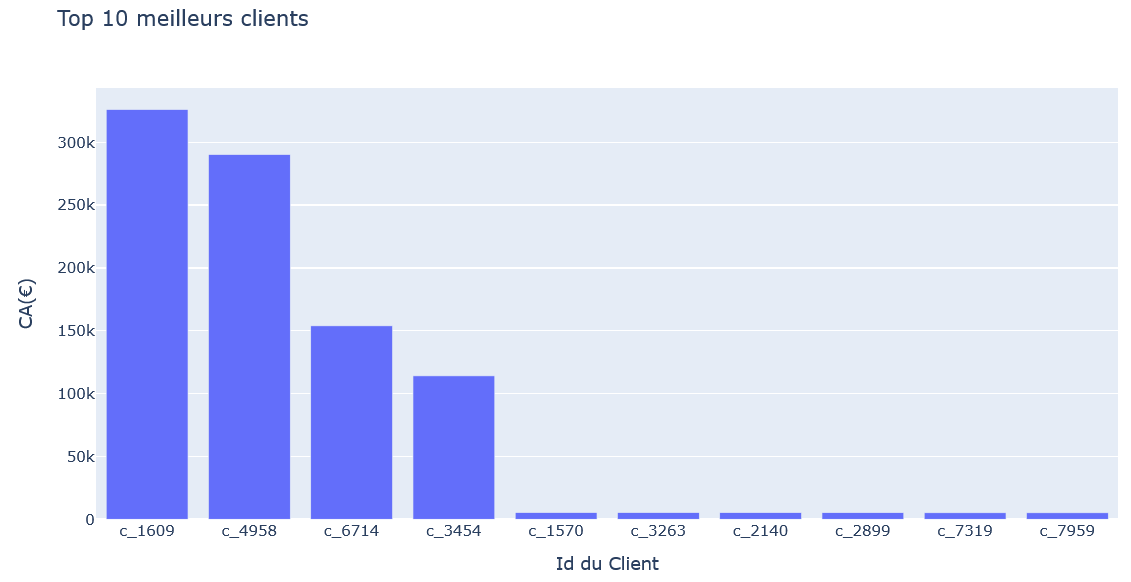 Top 10 meilleurs clients
CA(€)
300k
250k
200k
150k
100k
50k
0
c_1609 c_4958 c_6714 c_3454 c_1570 c_3263 c_2140 c_2899 c_7319 c_7959
Id du Client